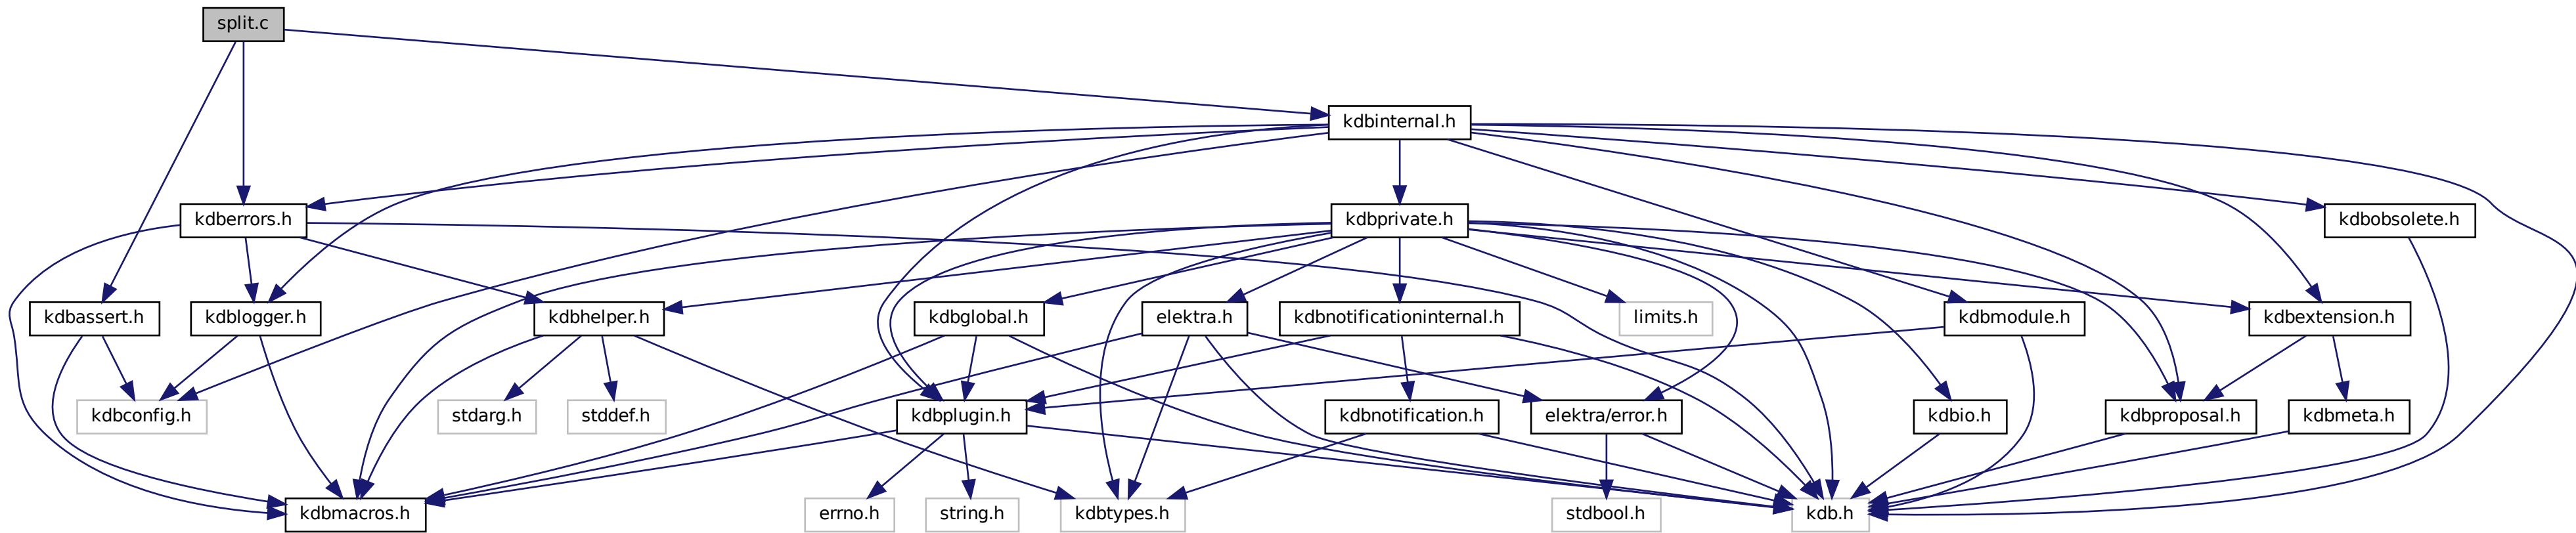 split.c
kdbinternal.h
kdberrors.h
kdbprivate.h
kdbobsolete.h
kdbassert.h
kdblogger.h
kdbhelper.h
kdbglobal.h
elektra.h
kdbnotificationinternal.h
limits.h
kdbmodule.h
kdbextension.h
kdbconfig.h
stdarg.h
stddef.h
kdbplugin.h
kdbnotification.h
elektra/error.h
kdbio.h
kdbproposal.h
kdbmeta.h
kdbmacros.h
errno.h
string.h
kdbtypes.h
stdbool.h
kdb.h